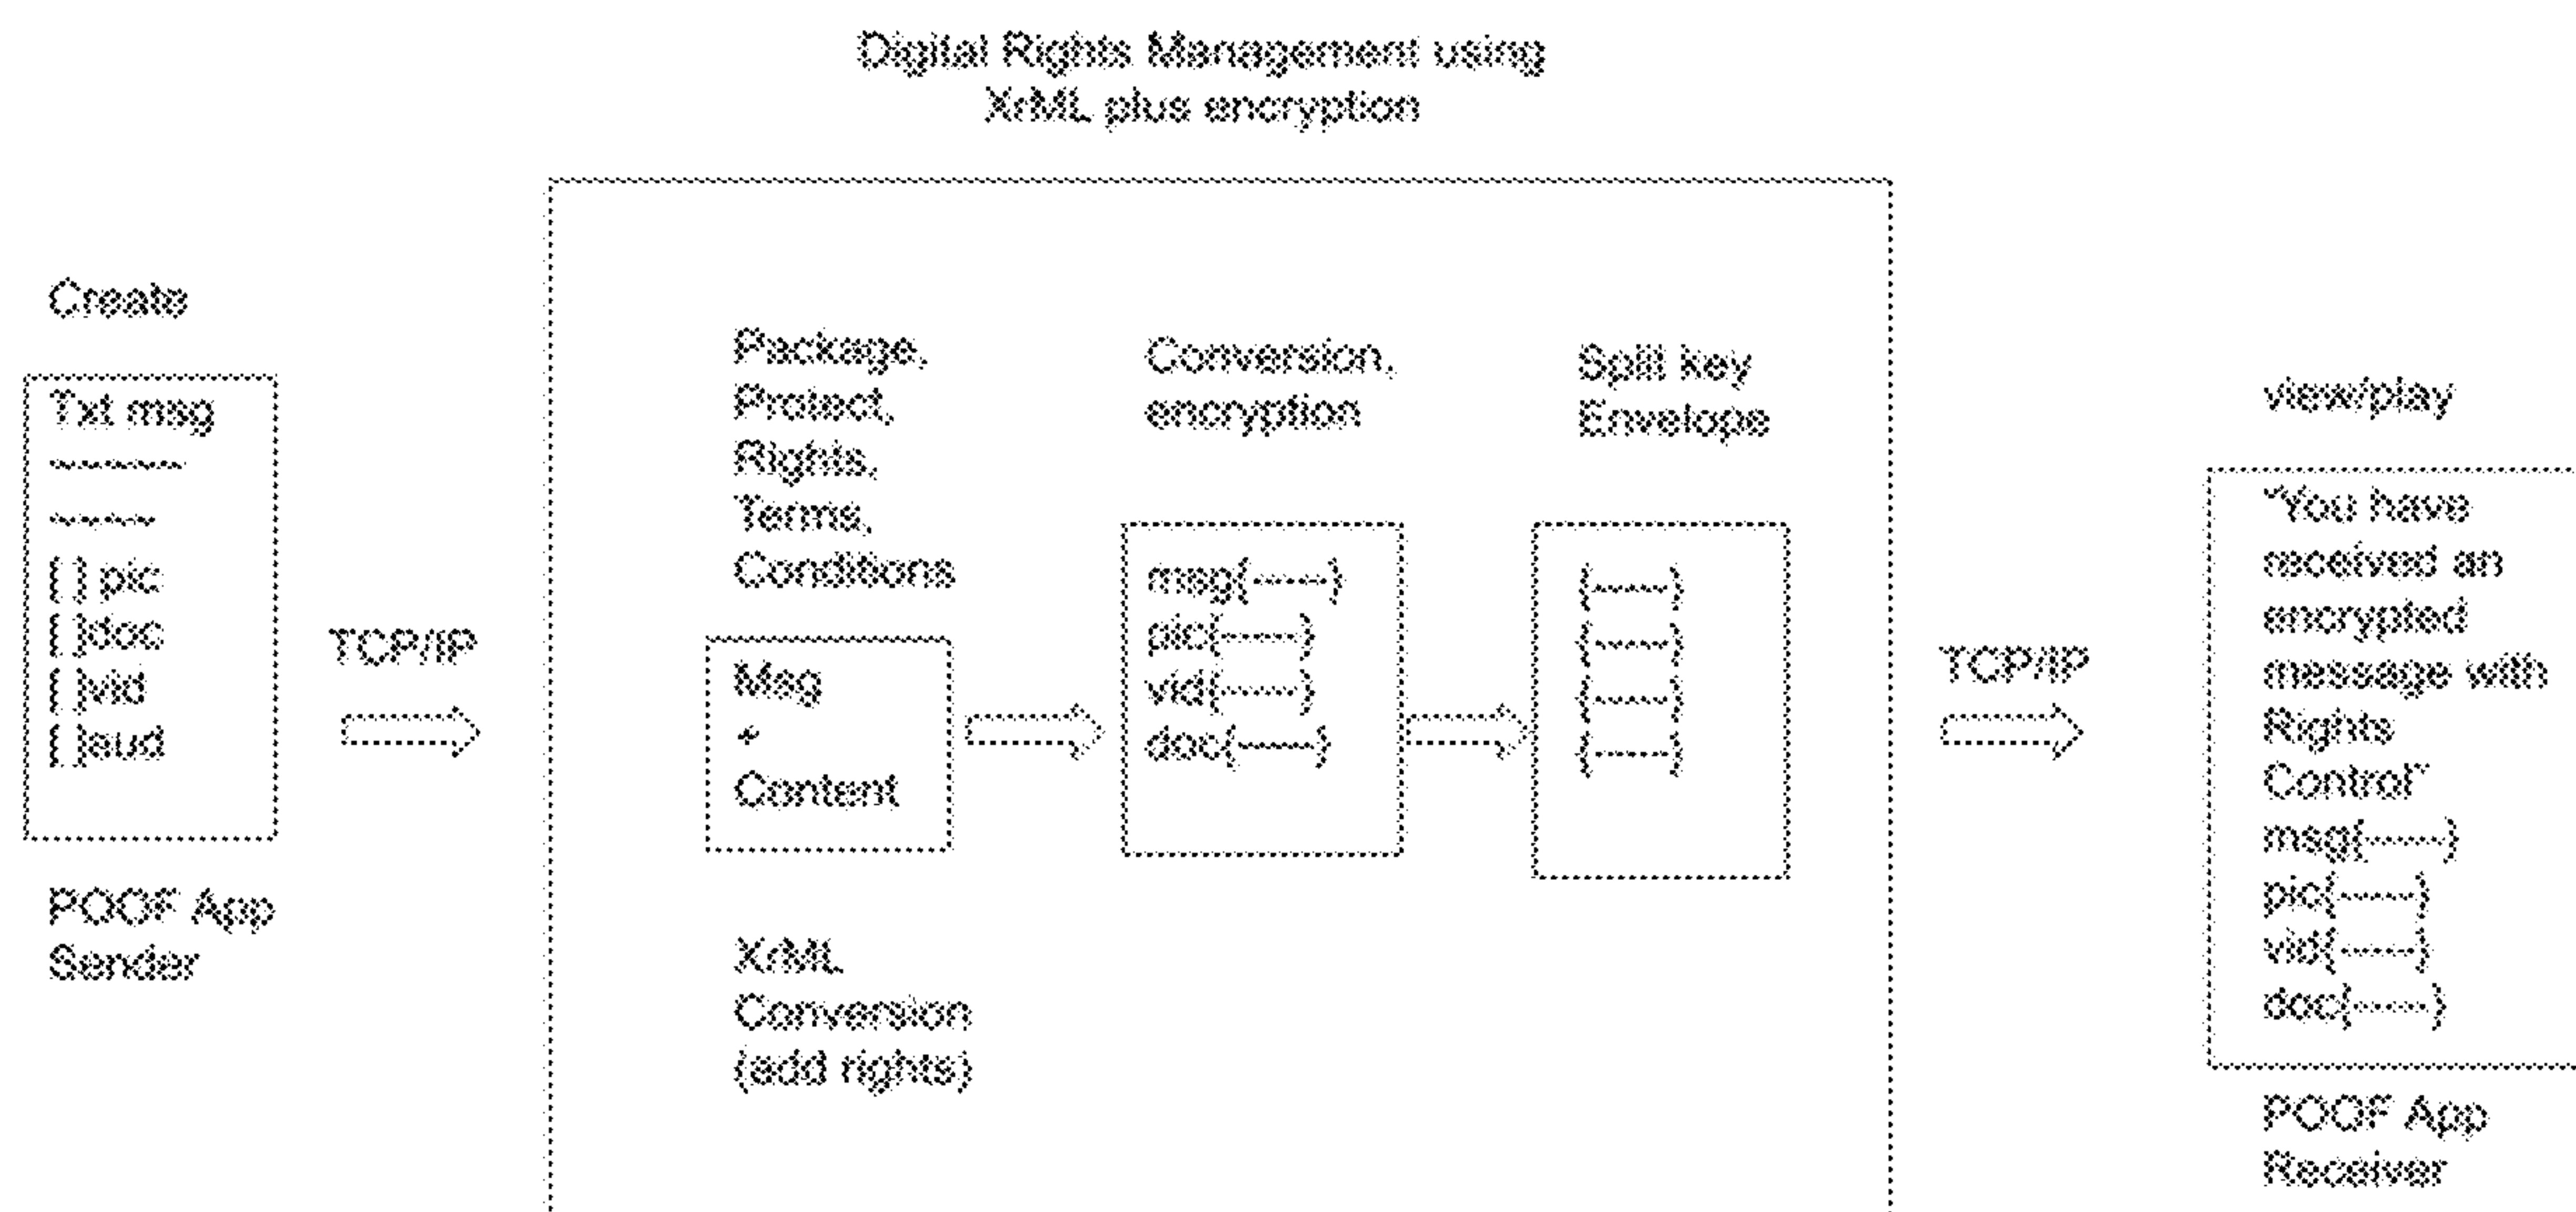 Digital Rights Management using
XrML plus encryption
Create
Txt msg
~~~~~~~
~~~~~
[ ] pic
[ ]doc
[ ]vid
[ ]aud
POOF App
Sender
TCP/IP
Package,
Protect,
Rights,
Terms,
Conditions
Msg
+
Content
XrML
Conversion
(add rights)
Conversion,
encryption
msg{------}
pic{------}
vid{------}
doc{------}
Split key
Envelope
{------}
{------}
{------}
{------}
TCP/IP
view/play
"You have
received an
encrypted
message with
Rights
Control"
msg{------}
pic{------}
vid{------}
doc{------}
POOF App
Receiver